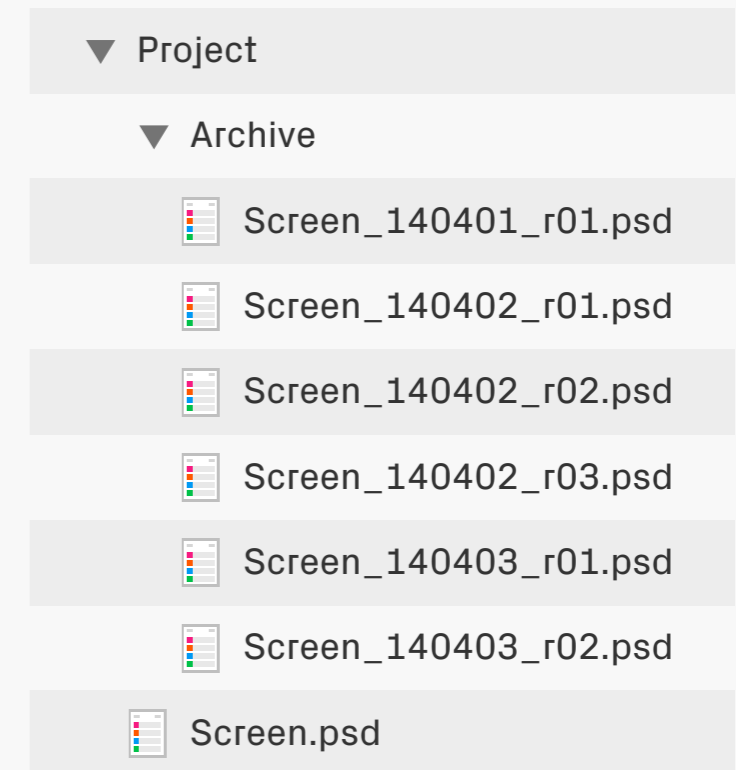 Project
Archive
Screen_140401_r01.psd
Screen_140402_r01.psd
Screen_140402_r02.psd
Screen_140402_r03.psd
Screen_140403_r01.psd
Screen_140403_r02.psd
Screen.psd